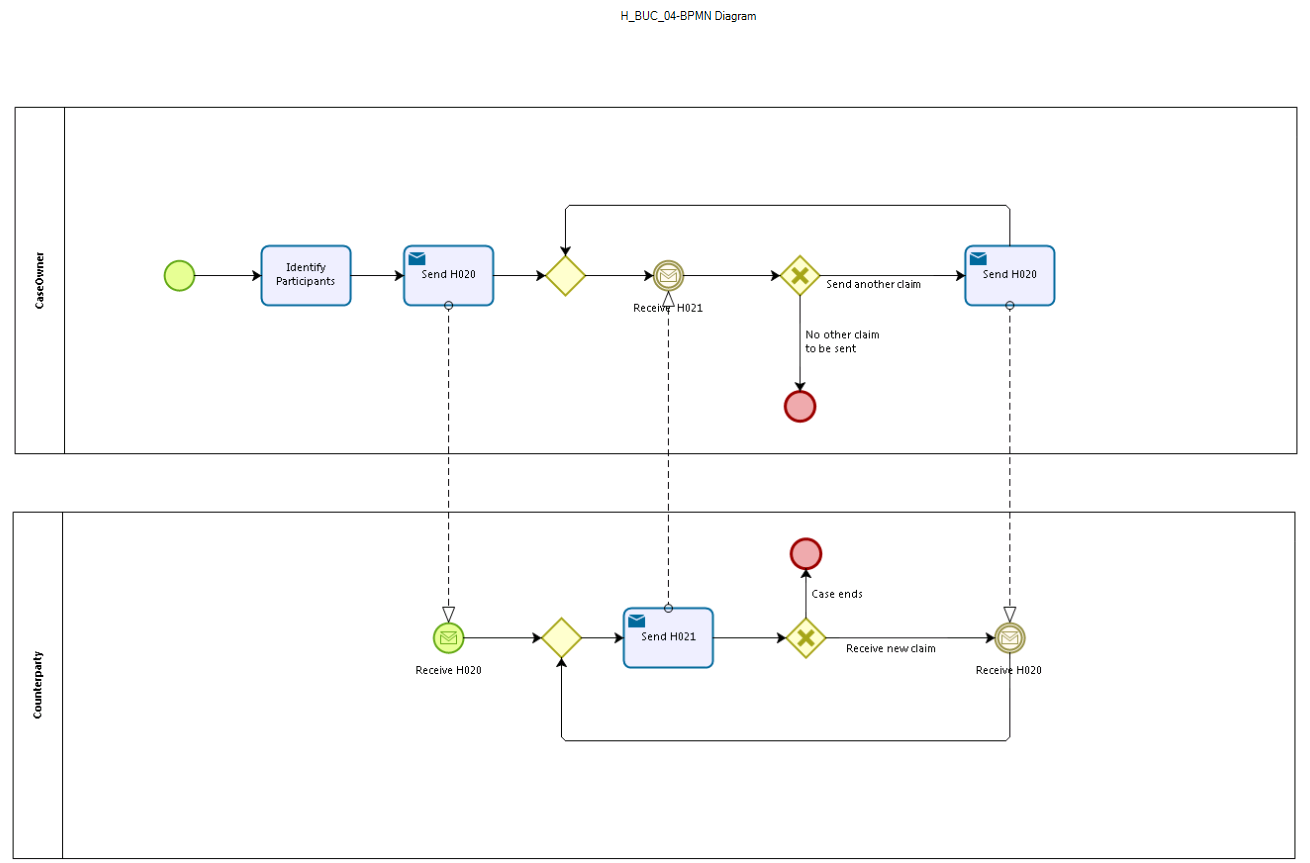 H_BUC_04-BPMN Diagram
CaseOwner
Identify
Participants
Send H020
Receive H021
Send another claim
Send H020
No other claim
to be sent
Counterparty
Receive H020
Send H021
Case ends
Receive new claim
Receive H020